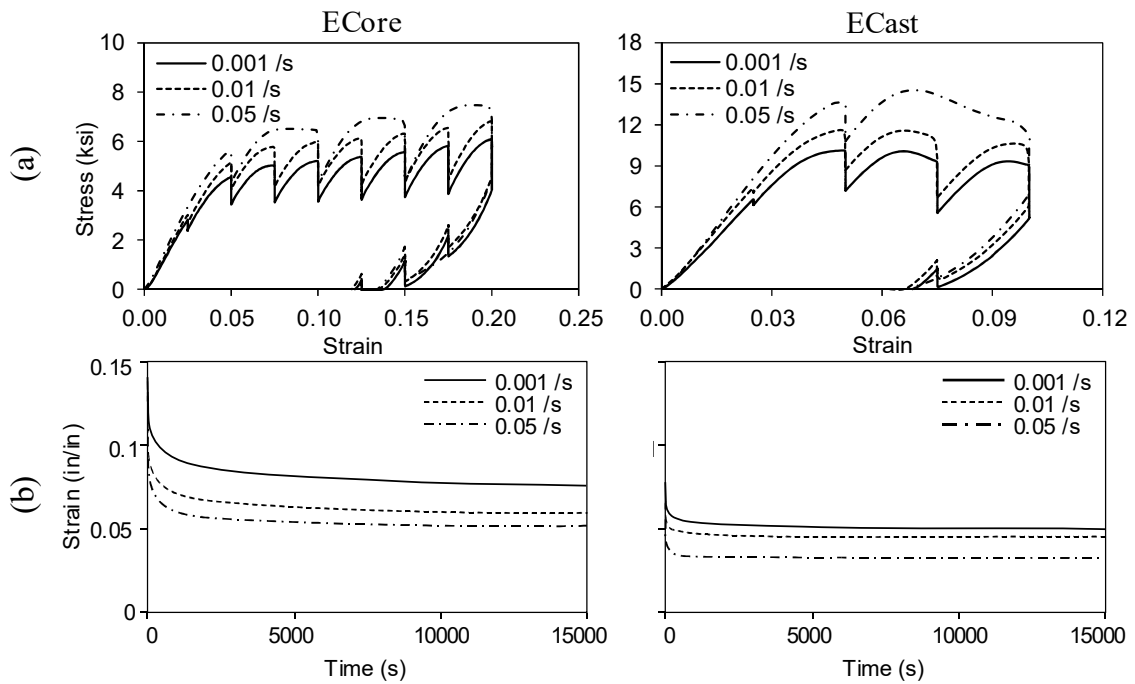 ECore
ECast
(a)
Stress (ksi)
10
8
6
4
2
0
0.001 /s
0.01 /s
0.05 /s
0.00
0.05
0.10
0.15
0.20
0.25
Strain
18
15
12
9
6
3
0
0.001 /s
0.01 /s
0.05 /s
0.00
0.03
0.06
0.09
0.12
Strain
(b)
Strain (in/in)
0.15
0.1
0.05
0
0.001 /s
0.01 /s
0.05 /s
0
5000
10000
15000
Time (s)
0.001 /s
0.01 /s
0.05 /s
0
5000
10000
15000
Time (s)